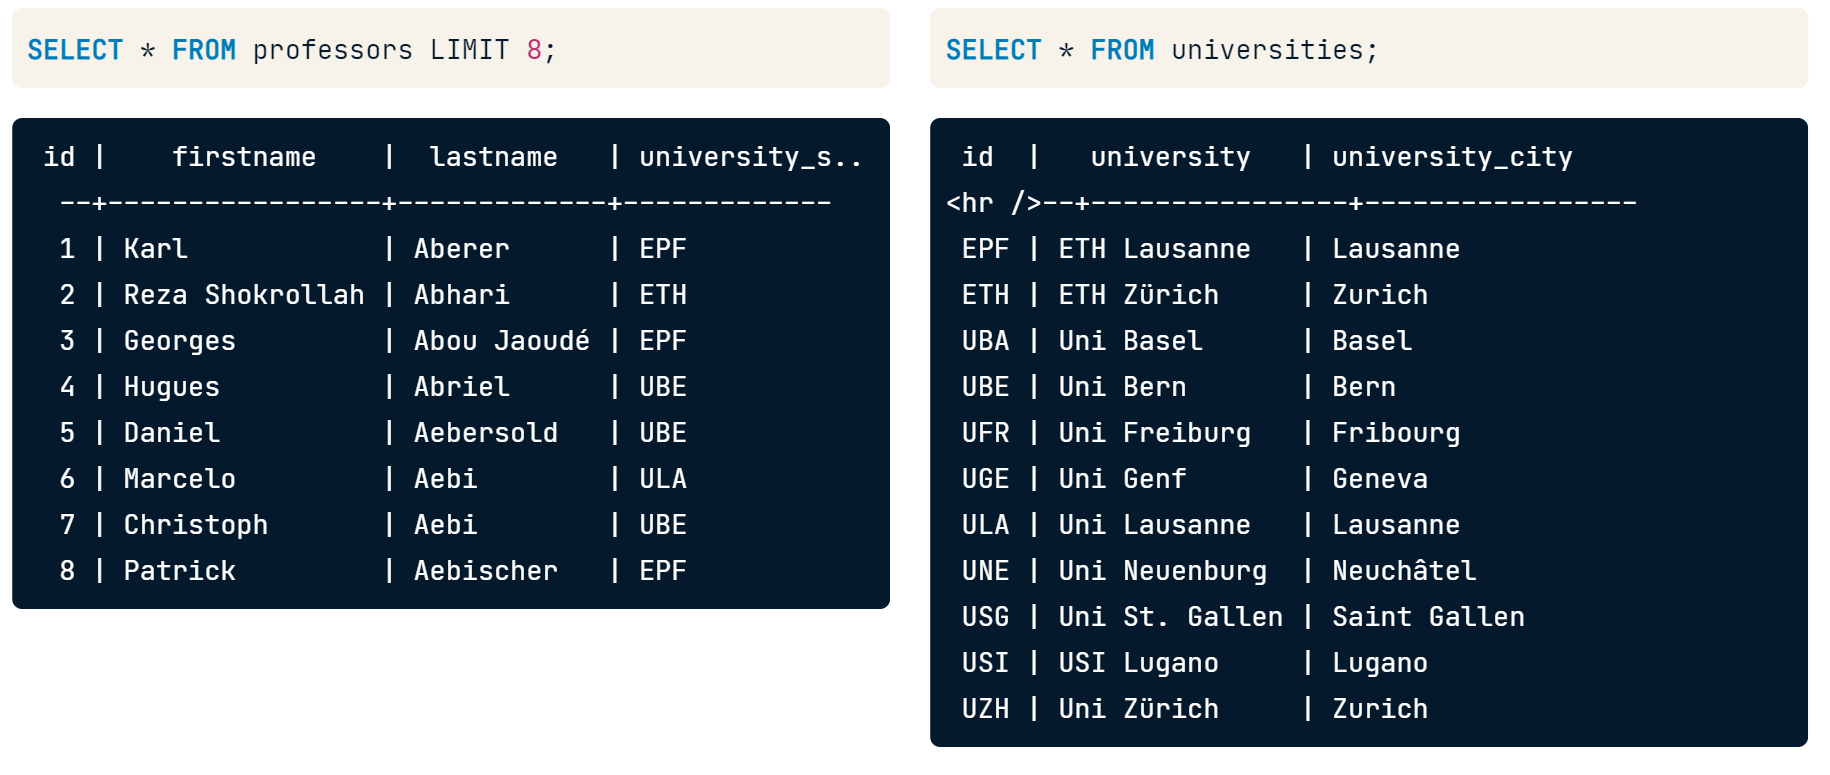 SELECT * FROM professors LIMIT 8;
id |    firstname    |  lastname   | university_s..
--+-----------------+-------------+-------------
1 | Karl            | Aberer      | EPF
2 | Reza Shokrollah | Abhari      | ETH
3 | Georges         | Abou Jaoudé | EPF
4 | Hugues          | Abriel      | UBE
5 | Daniel          | Aebersold   | UBE
6 | Marcelo         | Aebi        | ULA
7 | Christoph       | Aebi        | UBE
8 | Patrick         | Aebischer   | EPF
SELECT * FROM universities;
id  |   university   | university_city
<hr />--+----------------+-----------------
EPF | ETH Lausanne   | Lausanne
ETH | ETH Zürich     | Zurich
UBA | Uni Basel      | Basel
UBE | Uni Bern       | Bern
UFR | Uni Freiburg   | Fribourg
UGE | Uni Genf       | Geneva
ULA | Uni Lausanne   | Lausanne
UNE | Uni Neuenburg  | Neuchâtel
USG | Uni St. Gallen | Saint Gallen
USI | USI Lugano     | Lugano
UZH | Uni Zürich     | Zurich